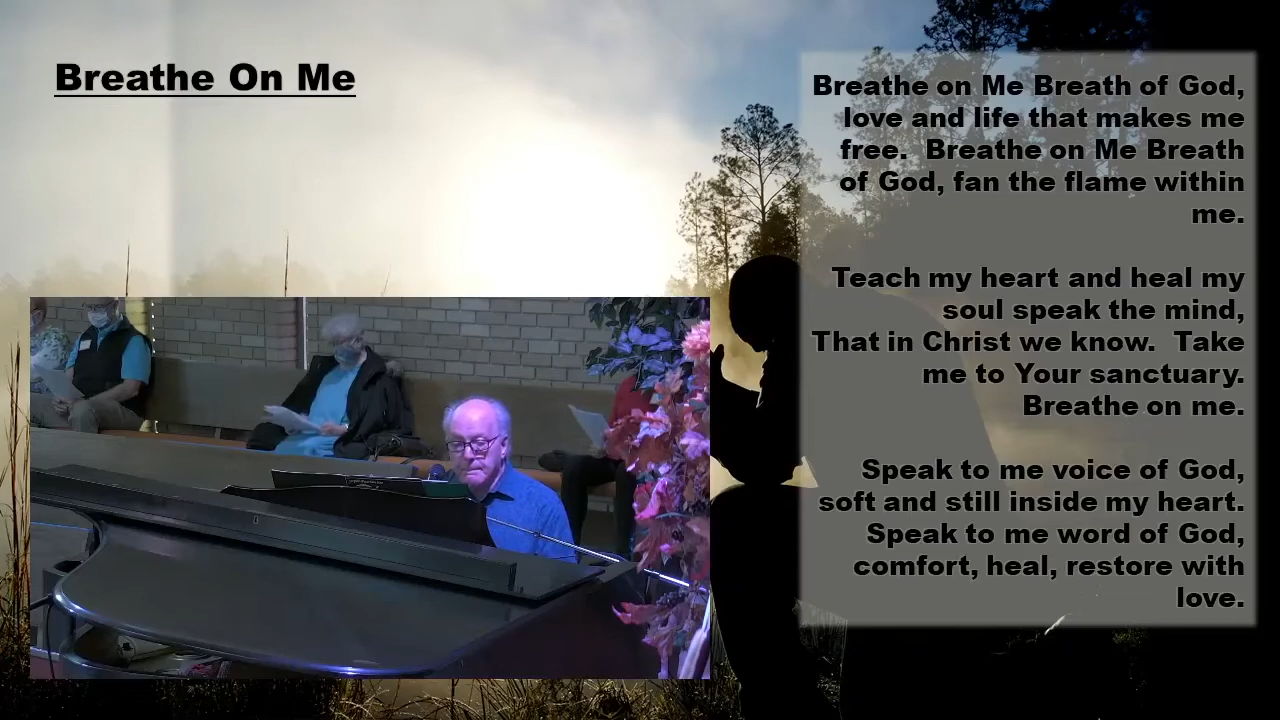 Breathe On Me
Breathe on Me Breath of God,
love and life that makes me
free.  Breathe on Me Breath
of God, fan the flame within
me.
Teach my heart and heal my
soul speak the mind,
That in Christ we know.  Take
me to Your sanctuary.
Breathe on me.
Speak to me voice of God,
soft and still inside my heart.
Speak to me word of God,
comfort, heal, restore with
love.